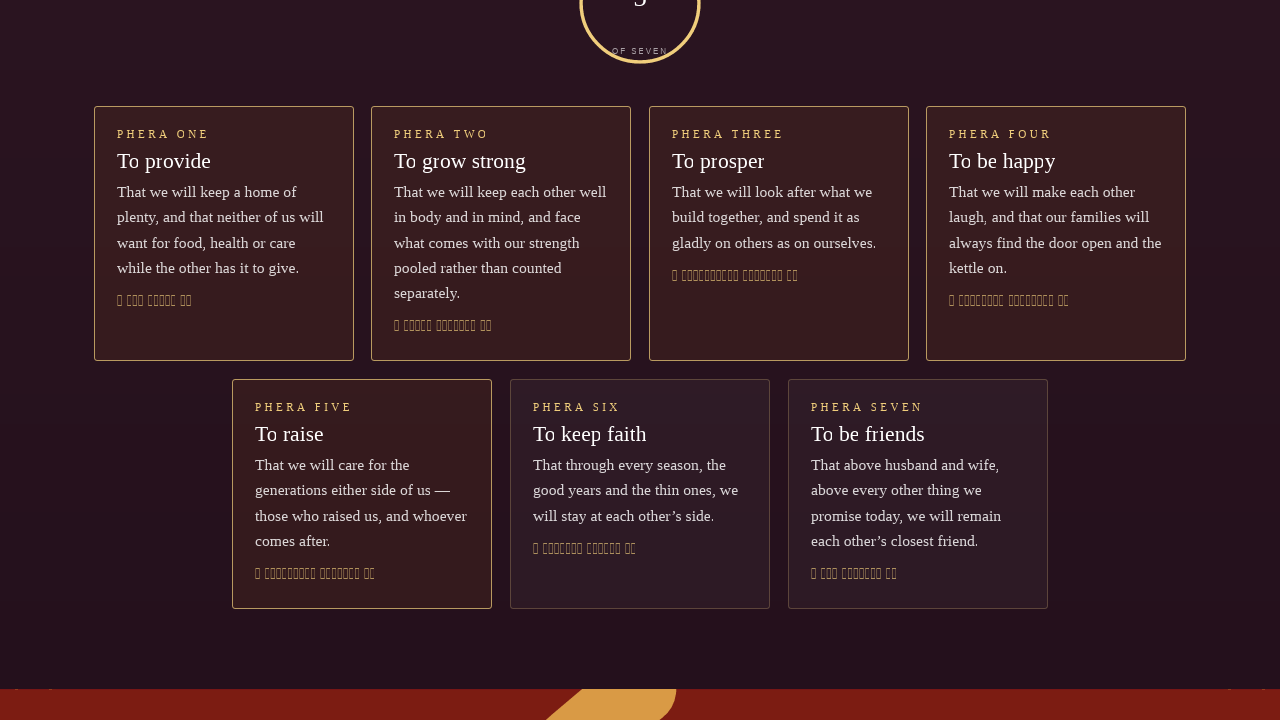 OF SEVEN
PHERA ONE
To provide
That we will keep a home of
plenty, and that neither of us will
want for food, health or care
while the other has it to give.
PHERA TWO
To grow strong
That we will keep each other well
in body and in mind, and face
what comes with our strength
pooled rather than counted
separately.
PHERA THREE
To prosper
That we will look after what we
build together, and spend it as
gladly on others as on ourselves.
PHERA FOUR
To be happy
That we will make each other
laugh, and that our families will
always find the door open and the
kettle on.
PHERA FIVE
To raise
That we will care for the
generations either side of us —
those who raised us, and whoever
comes after.
PHERA SIX
To keep faith
That through every season, the
good years and the thin ones, we
will stay at each other’s side.
PHERA SEVEN
To be friends
That above husband and wife,
above every other thing we
promise today, we will remain
each other’s closest friend.